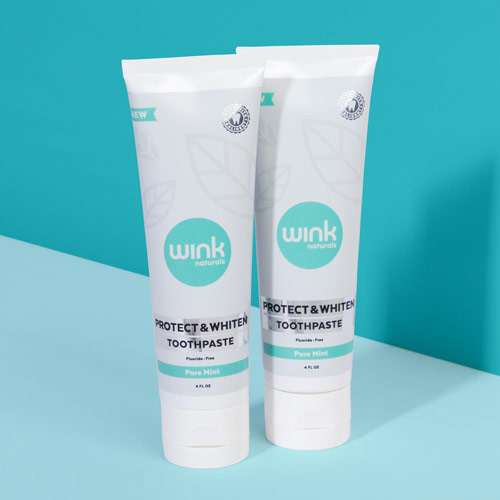 NEW
wink
naturals
PROTECT & WHITEN
TOOTHPASTE
Fluoride - Free
Pure Mint
4 FL OZ
wink
naturals
PROTECT & WHITEN
TOOTHPASTE
Fluoride - Free
Pure Mint
4 FL OZ